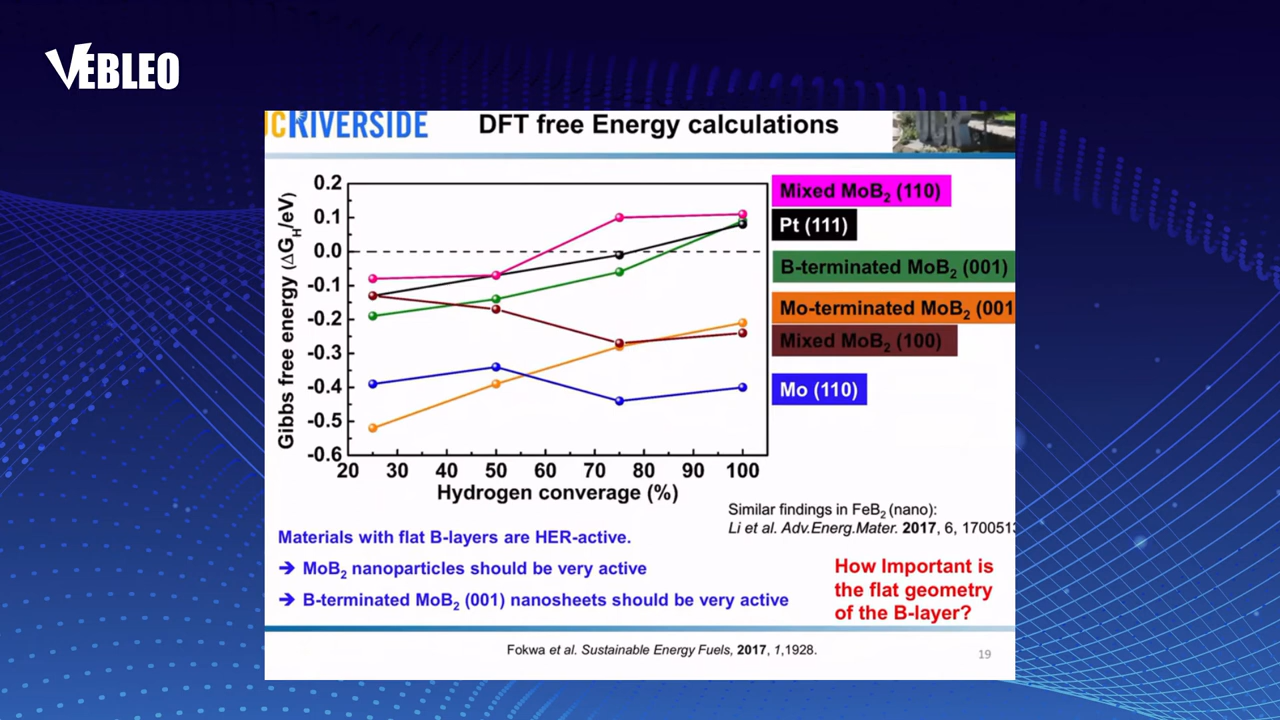 VEBLEO
UCRIVERSIDE
DFT free Energy calculations
UCR
Gibbs free energy (ΔG_H/eV)
0.2
0.1
0.0
-0.1
-0.2
-0.3
-0.4
-0.5
-0.6
20 30 40 50 60 70 80 90 100
Hydrogen converage (%)
Mixed MoB₂ (110)
Pt (111)
B-terminated MoB₂ (001)
Mo-terminated MoB₂ (001
Mixed MoB₂ (100)
Mo (110)
Similar findings in FeB₂ (nano):
Li et al. Adv.Energ.Mater. 2017, 6, 1700513
Materials with flat B-layers are HER-active.
➔ MoB₂ nanoparticles should be very active
➔ B-terminated MoB₂ (001) nanosheets should be very active
How Important is
the flat geometry
of the B-layer?
Fokwa et al. Sustainable Energy Fuels, 2017, 1,1928.
19